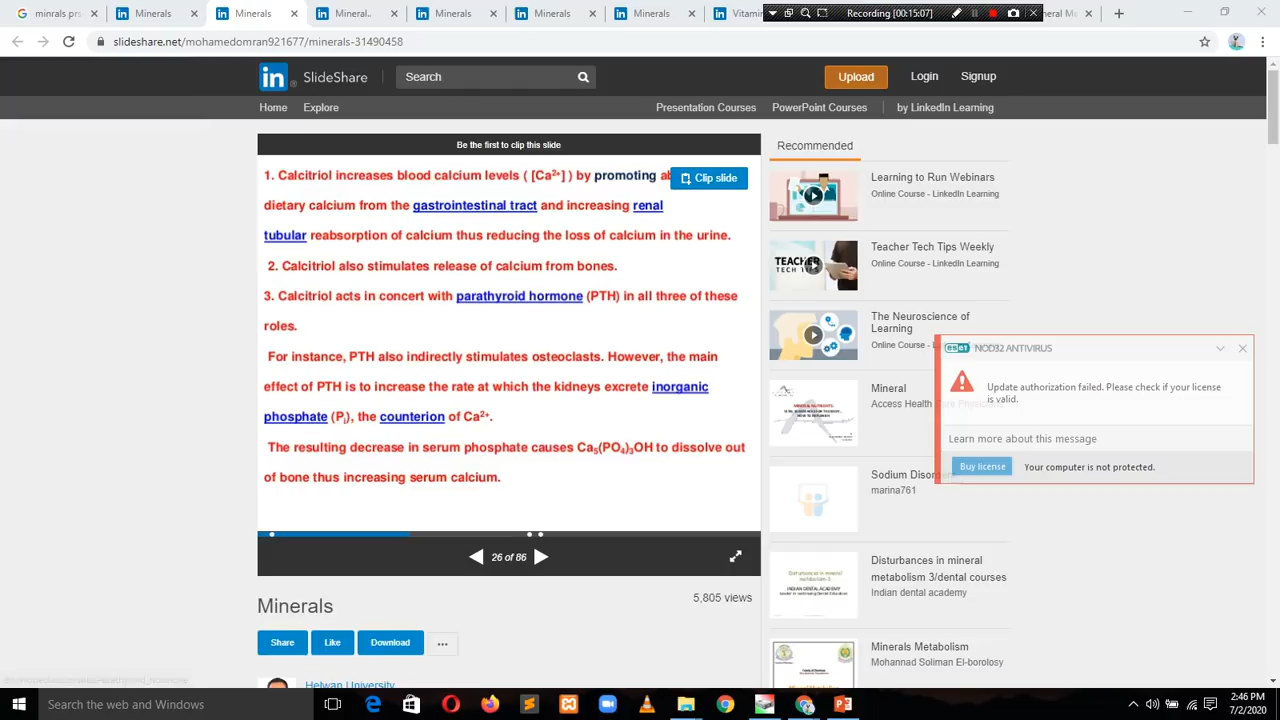 minrals pro
Minerals
Minerals
Mineral
Minerals
Minerals
Minerals
Vitamin
Recording [00:15:07]
slideshare.net/mohamedomran921677/minerals-31490458
in SlideShare
Search
Upload
Login
Signup
Home
Explore
Presentation Courses
PowerPoint Courses
by LinkedIn Learning
Be the first to clip this slide
1. Calcitriol increases blood calcium levels ( [Ca²⁺] ) by promoting
Clip slide
dietary calcium from the gastrointestinal tract and increasing renal
tubular reabsorption of calcium thus reducing the loss of calcium in the urine.
2. Calcitriol also stimulates release of calcium from bones.
3. Calcitriol acts in concert with parathyroid hormone (PTH) in all three of these
roles.
For instance, PTH also indirectly stimulates osteoclasts. However, the main
effect of PTH is to increase the rate at which the kidneys excrete inorganic
phosphate (Pᵢ), the counterion of Ca²⁺.
The resulting decrease in serum phosphate causes Ca₅(PO₄)₃OH to dissolve out
of bone thus increasing serum calcium.
26 of 86
Minerals
5,805 views
Share
Like
Download
Helwan University
Recommended
Learning to Run Webinars
Online Course - LinkedIn Learning
TEACHER
TECH TIPS
Teacher Tech Tips Weekly
Online Course - LinkedIn Learning
The Neuroscience of
Learning
Online Course -
Mineral
Access Health
Sodium
marina761
Disturbances in mineral
metabolism 3/dental courses
Indian dental academy
INDIAN DENTAL ACADEMY
Minerals Metabolism
Mohannad Soliman El-borolosy
eset NOD32 ANTIVIRUS
Update authorization failed. Please check if your license
is valid.
Learn more about this message
Buy license
Your computer is not protected.
Search the web and Windows
2:46 PM
7/2/2020